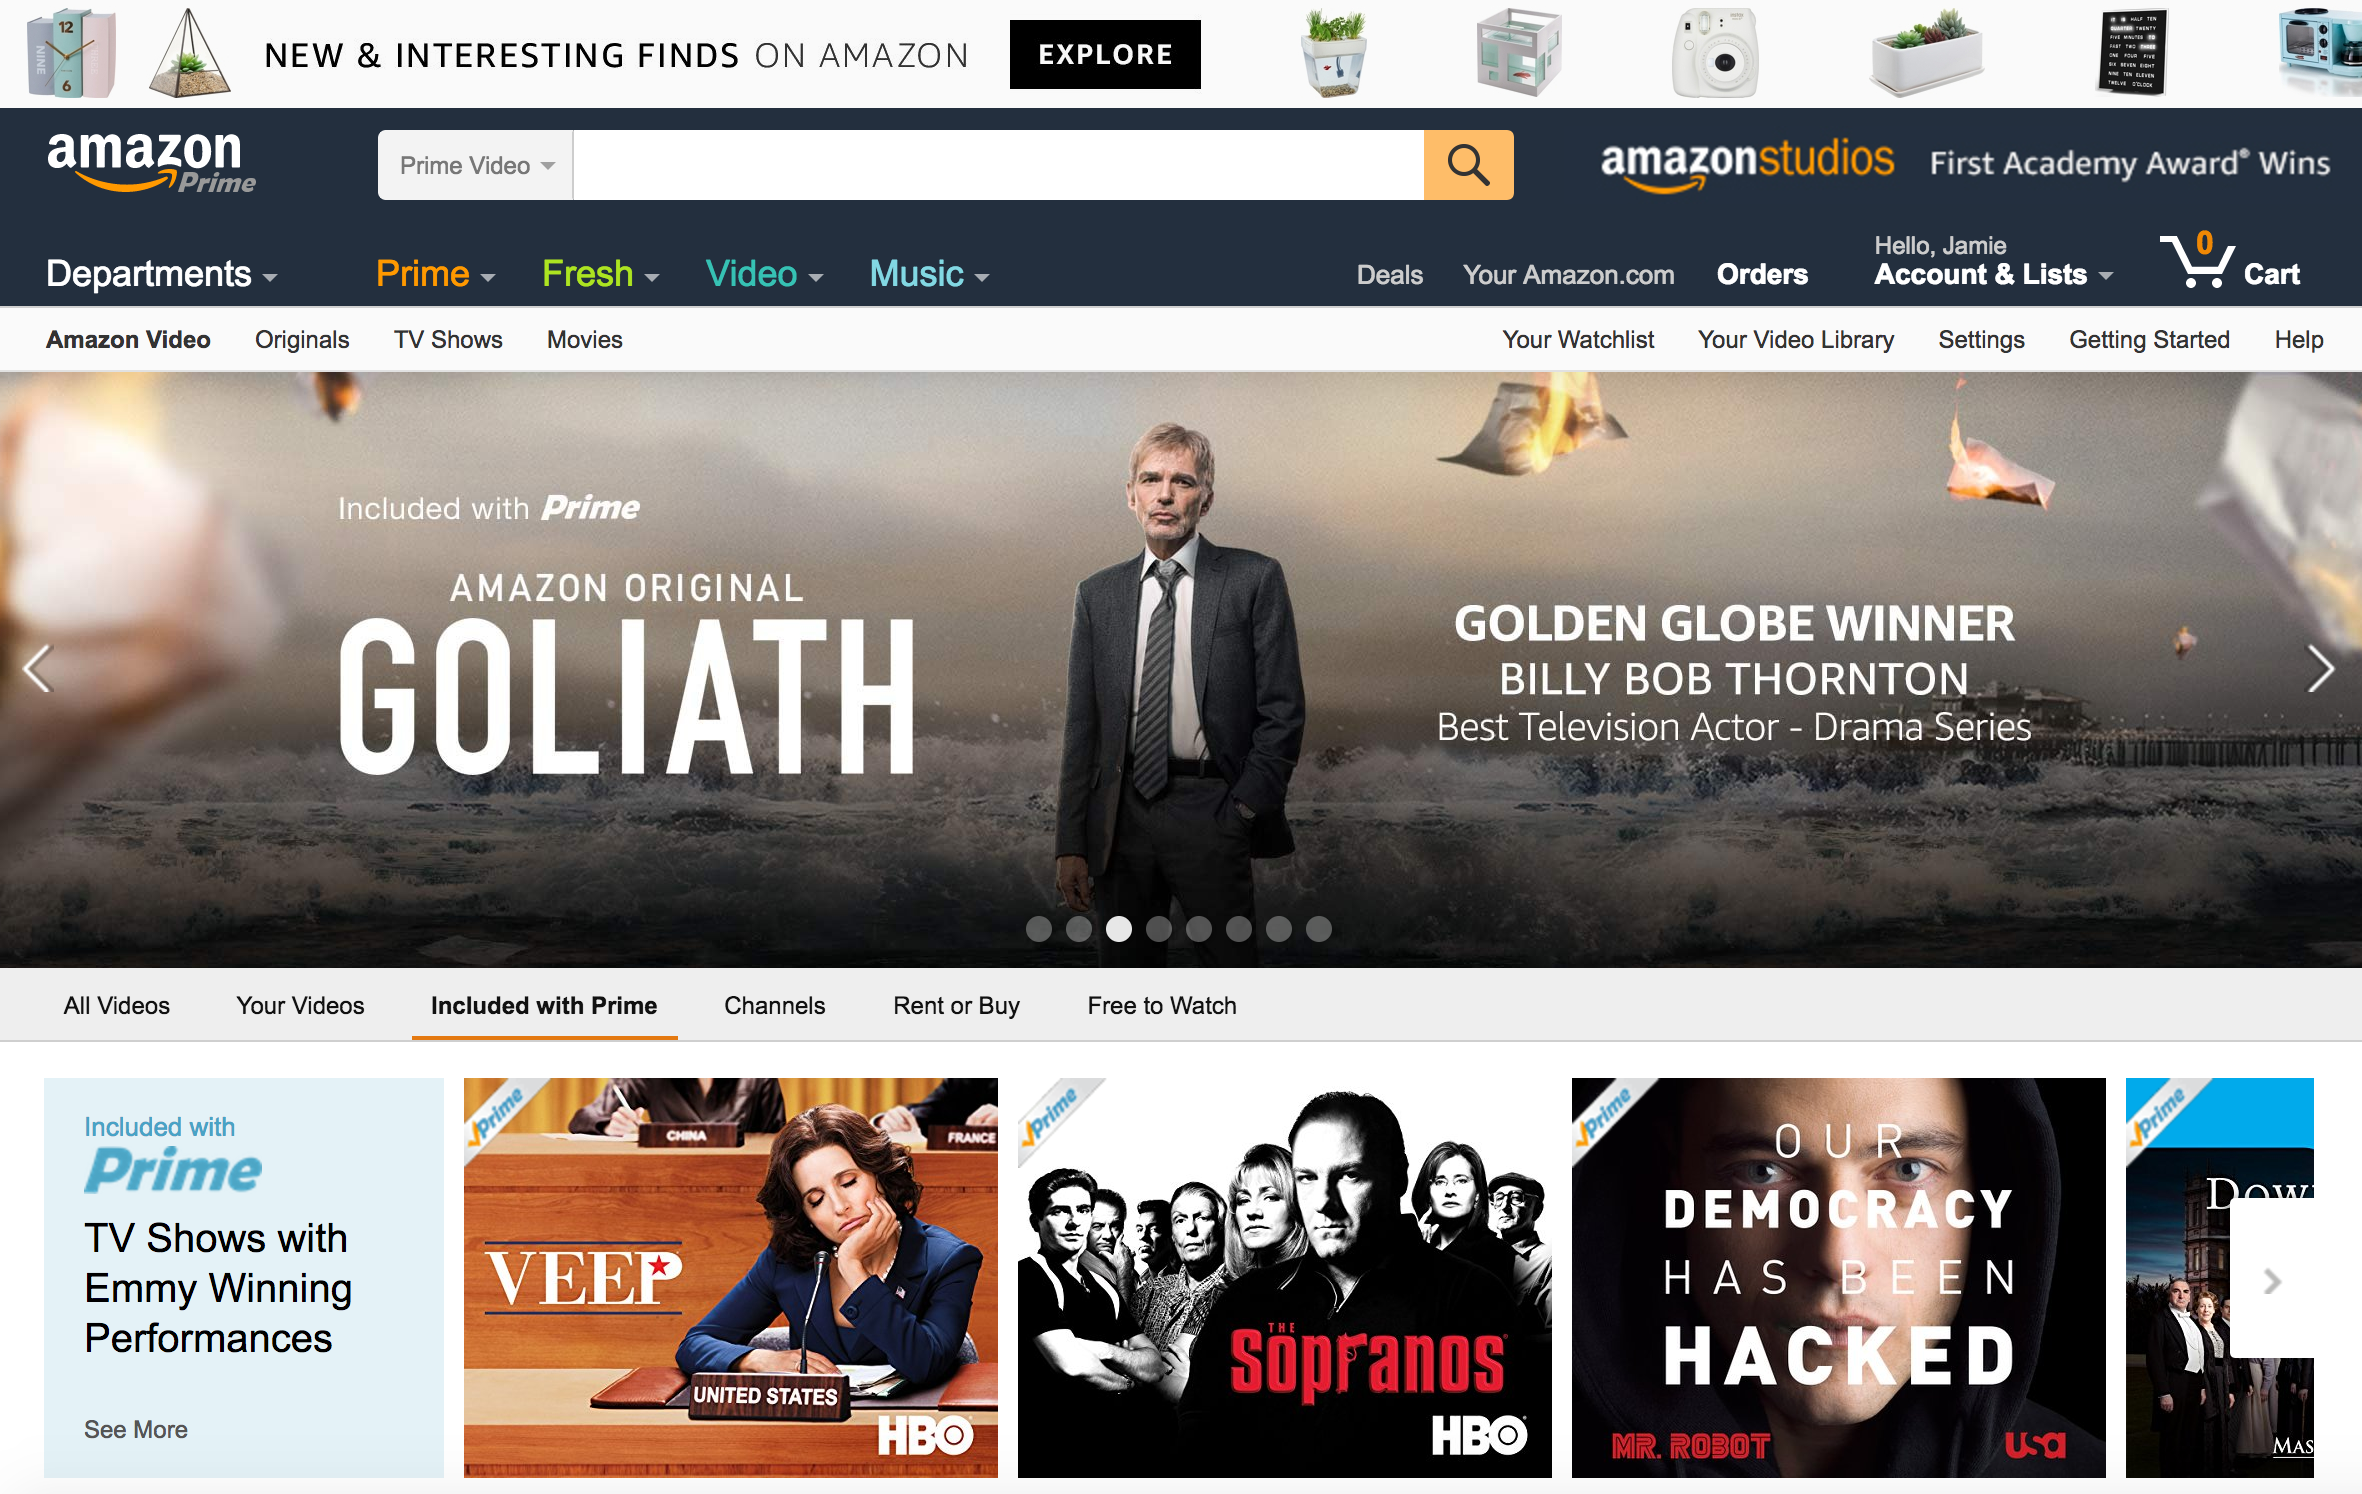 NEW & INTERESTING FINDS ON AMAZON
EXPLORE
amazon Prime
Prime Video
amazonstudios
First Academy Award® Wins
Departments
Prime
Fresh
Video
Music
Deals
Your Amazon.com
Orders
Hello, Jamie
Account & Lists
0
Cart
Amazon Video
Originals
TV Shows
Movies
Your Watchlist
Your Video Library
Settings
Getting Started
Help
Included with Prime
AMAZON ORIGINAL
GOLIATH
GOLDEN GLOBE WINNER
BILLY BOB THORNTON
Best Television Actor - Drama Series
All Videos
Your Videos
Included with Prime
Channels
Rent or Buy
Free to Watch
Included with
Prime
TV Shows with
Emmy Winning
Performances
See More
Prime
CHINA
FRANCE
VEEP
UNITED STATES
HBO
Prime
THE
Sopranos
HBO
Prime
OUR
DEMOCRACY
HAS BEEN
HACKED
MR. ROBOT
USA
Prime